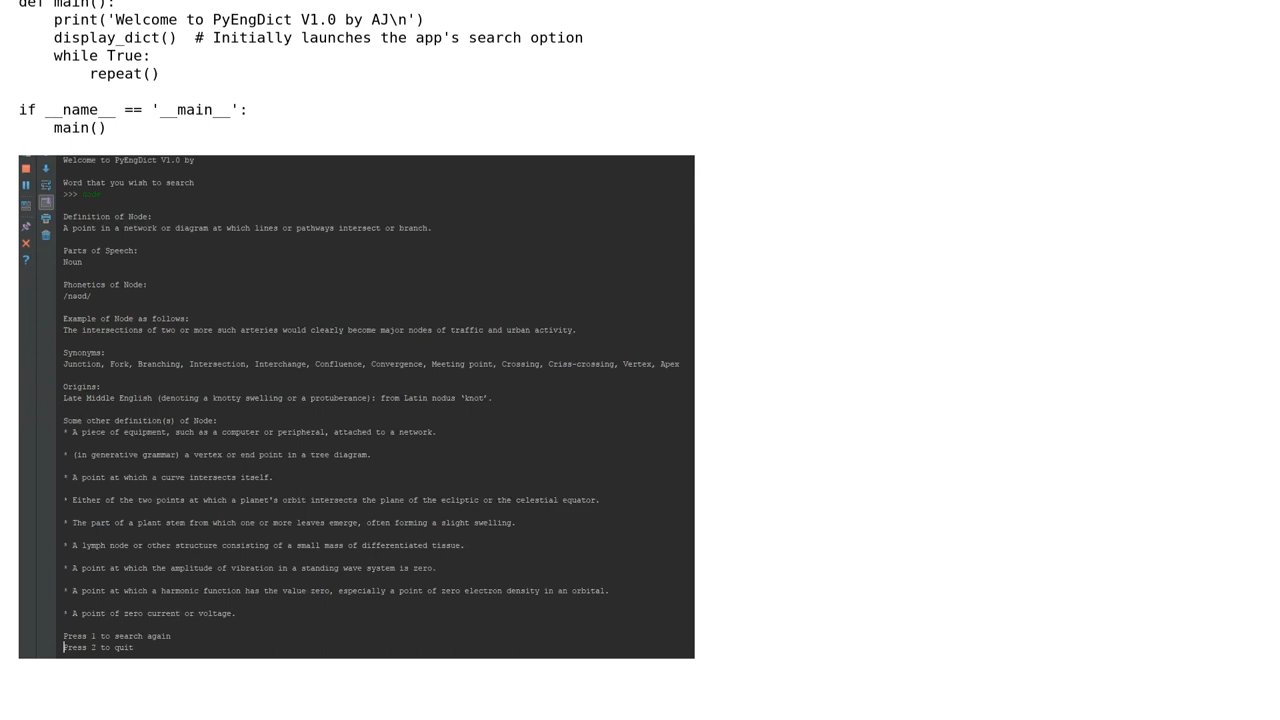 def main():
    print('Welcome to PyEngDict V1.0 by AJ\n')
    display_dict()  # Initially launches the app's search option
    while True:
        repeat()
if __name__ == '__main__':
    main()
Welcome to PyEngDict V1.0 by
Word that you wish to search
>>> node
Definition of Node:
A point in a network or diagram at which lines or pathways intersect or branch.
Parts of Speech:
Noun
Phonetics of Node:
/nəʊd/
Example of Node as follows:
The intersections of two or more such arteries would clearly become major nodes of traffic and urban activity.
Synonyms:
Junction, Fork, Branching, Intersection, Interchange, Confluence, Convergence, Meeting point, Crossing, Criss-crossing, Vertex, Apex
Origins:
Late Middle English (denoting a knotty swelling or a protuberance): from Latin nodus ‘knot’.
Some other definition(s) of Node:
* A piece of equipment, such as a computer or peripheral, attached to a network.
* (in generative grammar) a vertex or end point in a tree diagram.
* A point at which a curve intersects itself.
* Either of the two points at which a planet’s orbit intersects the plane of the ecliptic or the celestial equator.
* The part of a plant stem from which one or more leaves emerge, often forming a slight swelling.
* A lymph node or other structure consisting of a small mass of differentiated tissue.
* A point at which the amplitude of vibration in a standing wave system is zero.
* A point at which a harmonic function has the value zero, especially a point of zero electron density in an orbital.
* A point of zero current or voltage.
Press 1 to search again
Press 2 to quit